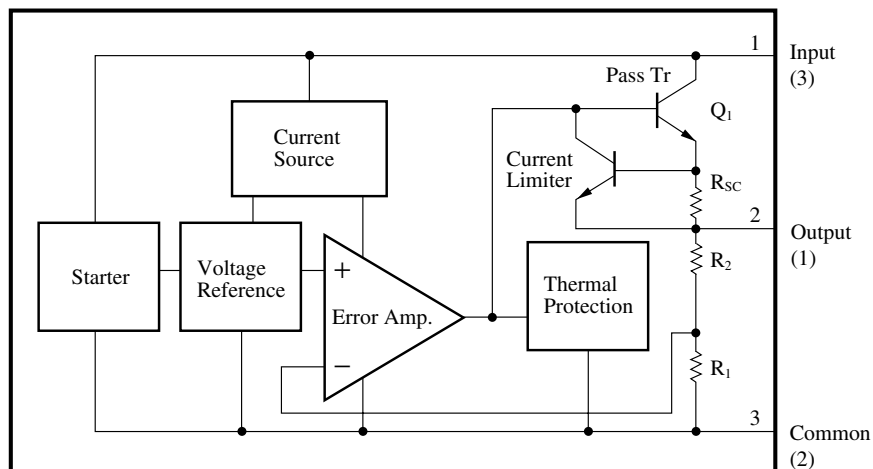 1
Input
(3)
Pass Tr
Q1
Current
Source
Current
Limiter
RSC
2
Output
(1)
Starter
Voltage
Reference
+
Error Amp.
−
Thermal
Protection
R2
R1
3
Common
(2)